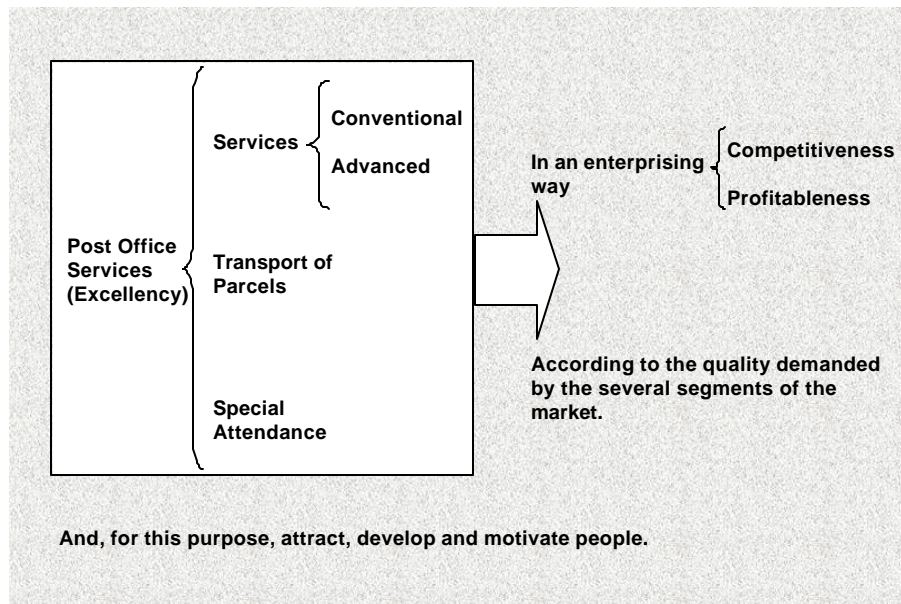 Post Office
Services
(Excellency)
Services
Conventional
Advanced
Transport of
Parcels
Special
Attendance
In an enterprising
way
Competitiveness
Profitableness
According to the quality demanded
by the several segments of the
market.
And, for this purpose, attract, develop and motivate people.